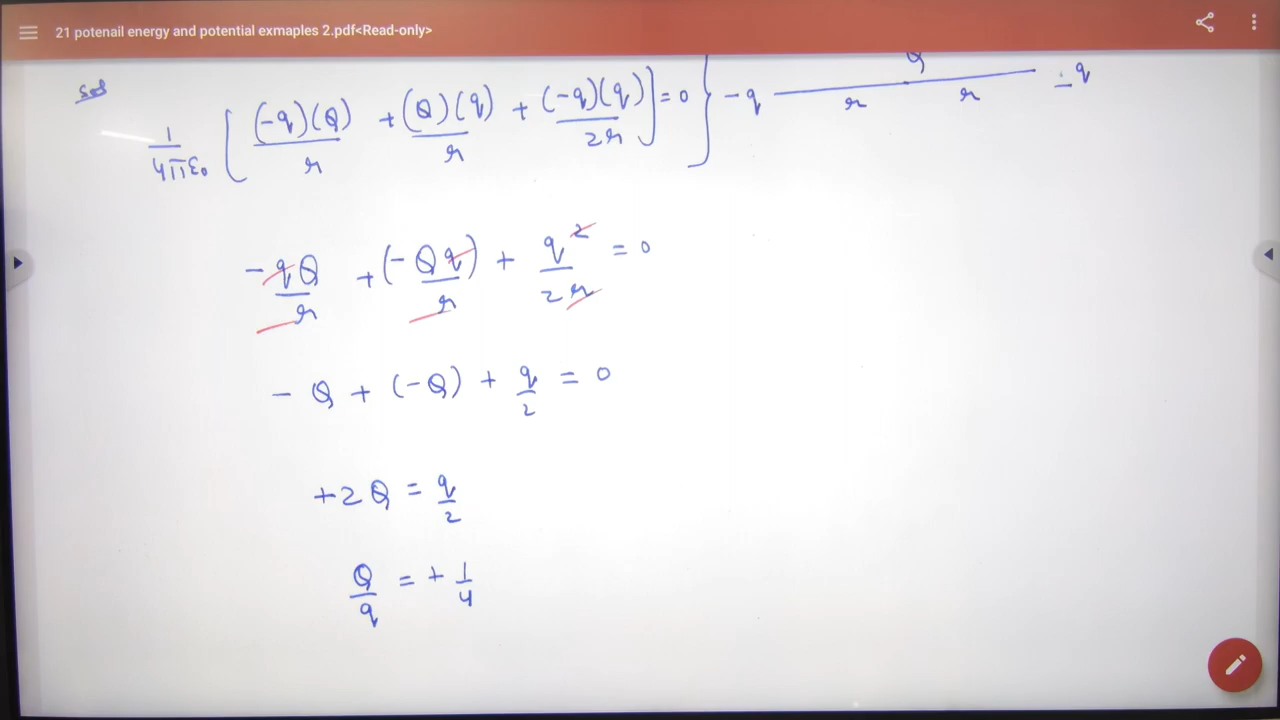 21 potenail energy and potential exmaples 2.pdf<Read-only>
Sol
1/4πε₀ [ (-q)(Q)/r + (Q)(q)/r + (-q)(q)/2r ] = 0 } -q Q -q
r r
-qQ/r + (-Qq)/r + q²/2r = 0
- Q + (-Q) + q/2 = 0
+2Q = q/2
Q/q = + 1/4